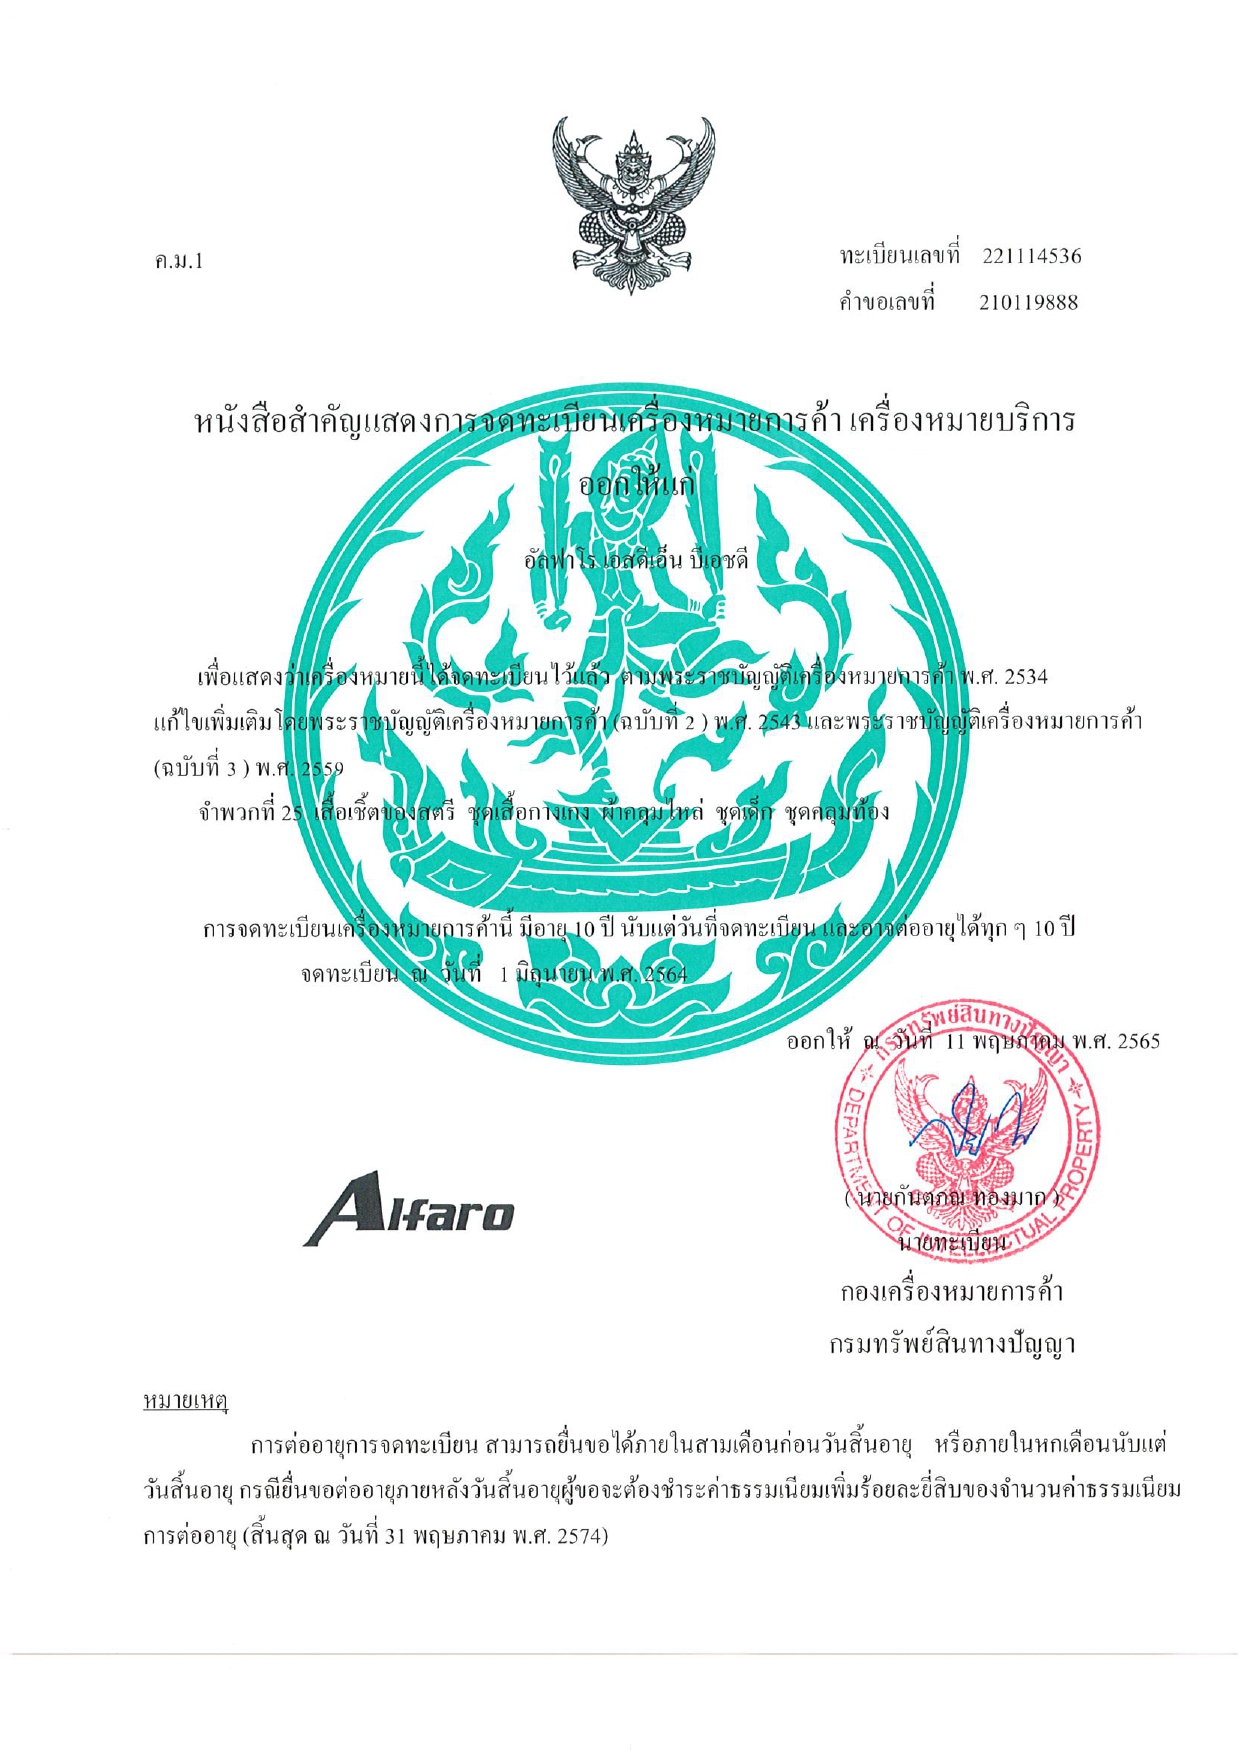 ค.ม.1
ทะเบียนเลขที่ 221114536
คำขอเลขที่ 210119888
หนังสือสำคัญแสดงการจดทะเบียนเครื่องหมายการค้า เครื่องหมายบริการ
ออกให้แก่
อัลฟาโร เอสดีเอ็น บีเอชดี
เพื่อแสดงว่าเครื่องหมายนี้ได้จดทะเบียนไว้แล้ว ตามพระราชบัญญัติเครื่องหมายการค้า พ.ศ. 2534
แก้ไขเพิ่มเติมโดยพระราชบัญญัติเครื่องหมายการค้า (ฉบับที่ 2 ) พ.ศ. 2543 และพระราชบัญญัติเครื่องหมายการค้า
(ฉบับที่ 3 ) พ.ศ. 2559
จำพวกที่ 25 เสื้อเชิ้ตของสตรี ชุดเสื้อกางเกง ผ้าคลุมไหล่ ชุดเด็ก ชุดคลุมท้อง
การจดทะเบียนเครื่องหมายการค้านี้ มีอายุ 10 ปี นับแต่วันที่จดทะเบียน และอาจต่ออายุได้ทุก ๆ 10 ปี
จดทะเบียน ณ วันที่ 1 มิถุนายน พ.ศ. 2564
ออกให้ ณ วันที่ 11 พฤษภาคม พ.ศ. 2565
กรมทรัพย์สินทางปัญญา
DEPARTMENT OF INTELLECTUAL PROPERTY
Alfaro
( นายกันตภณ ทองมาก )
นายทะเบียน
กองเครื่องหมายการค้า
กรมทรัพย์สินทางปัญญา
หมายเหตุ
การต่ออายุการจดทะเบียน สามารถยื่นขอได้ภายในสามเดือนก่อนวันสิ้นอายุ หรือภายในหกเดือนนับแต่
วันสิ้นอายุ กรณียื่นขอต่ออายุภายหลังวันสิ้นอายุผู้ขอจะต้องชำระค่าธรรมเนียมเพิ่มร้อยละยี่สิบของจำนวนค่าธรรมเนียม
การต่ออายุ (สิ้นสุด ณ วันที่ 31 พฤษภาคม พ.ศ. 2574)